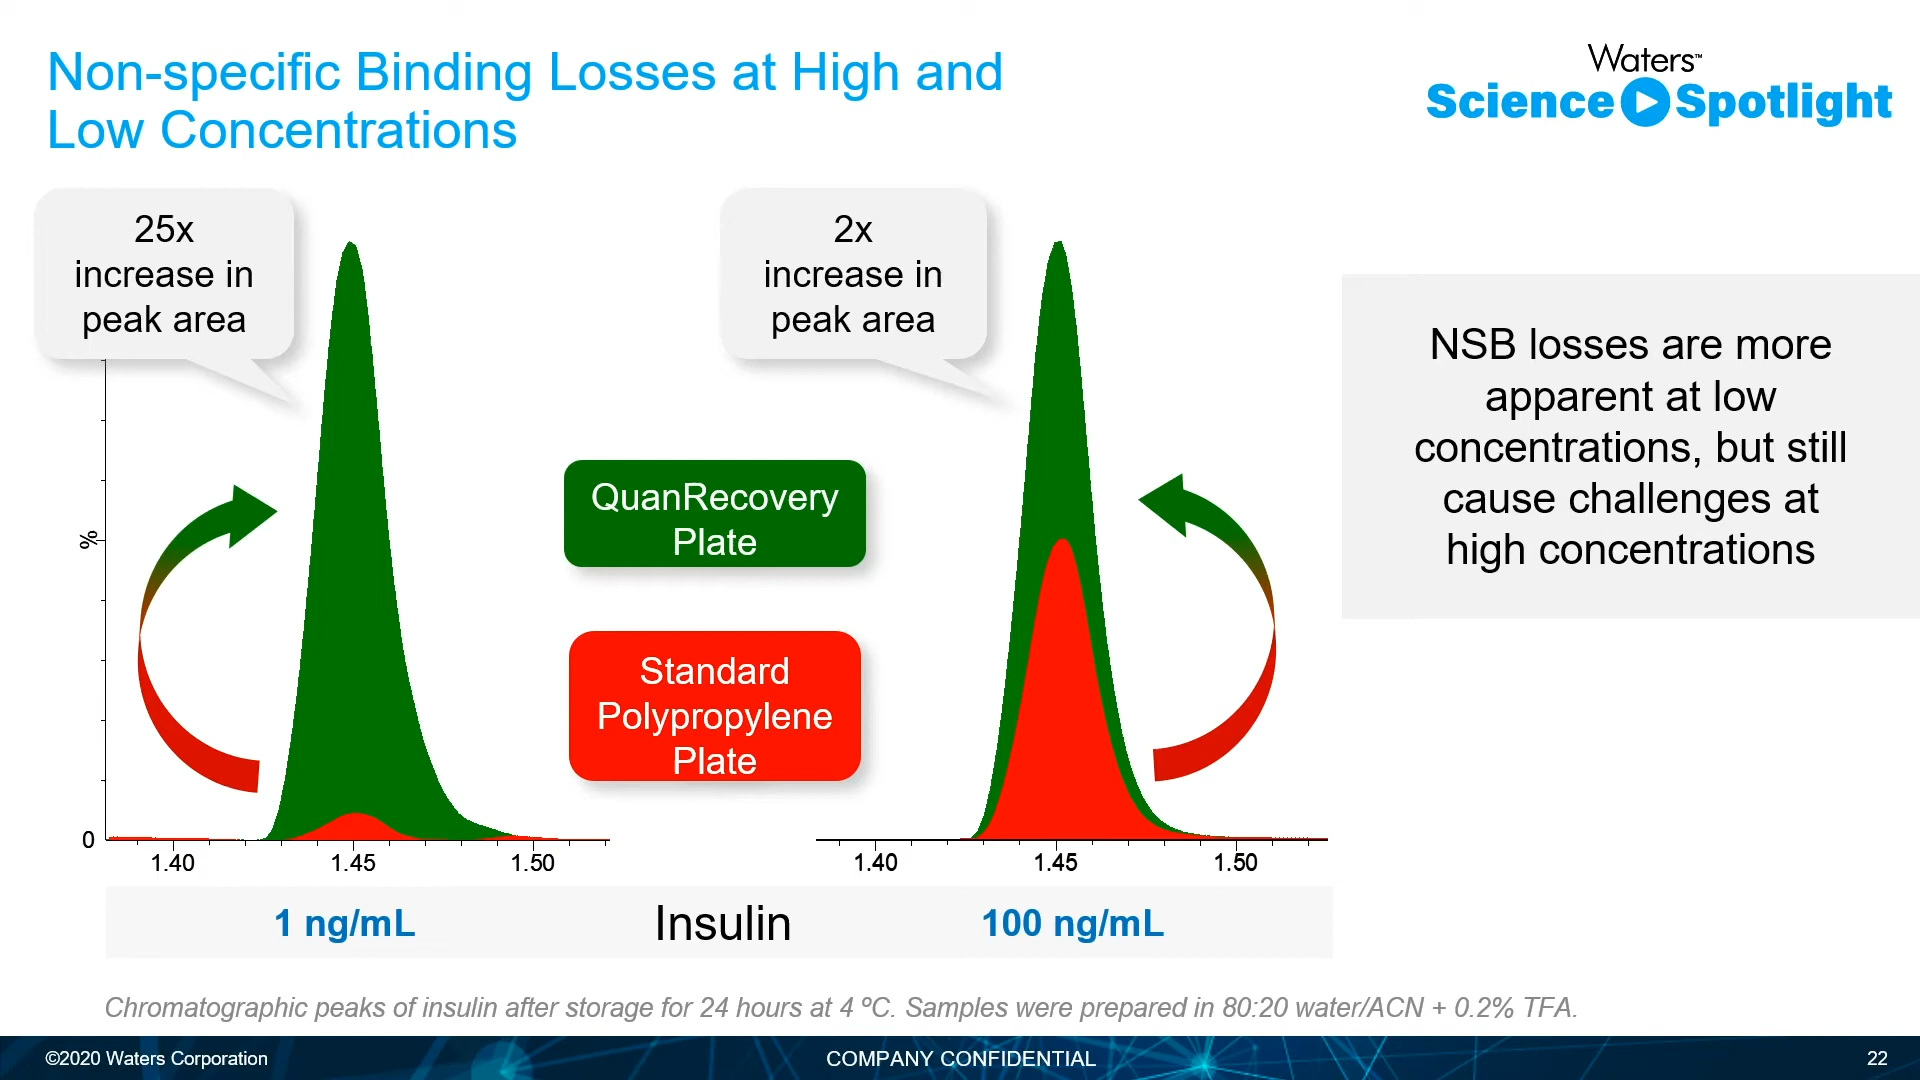 Non-specific Binding Losses at High and
Low Concentrations
Waters™
Science Spotlight
25x
increase in
peak area
2x
increase in
peak area
NSB losses are more
apparent at low
concentrations, but still
cause challenges at
high concentrations
QuanRecovery
Plate
Standard
Polypropylene
Plate
%
0
1.40 1.45 1.50
1.40 1.45 1.50
1 ng/mL Insulin 100 ng/mL
Chromatographic peaks of insulin after storage for 24 hours at 4 ºC. Samples were prepared in 80:20 water/ACN + 0.2% TFA.
©2020 Waters Corporation COMPANY CONFIDENTIAL 22